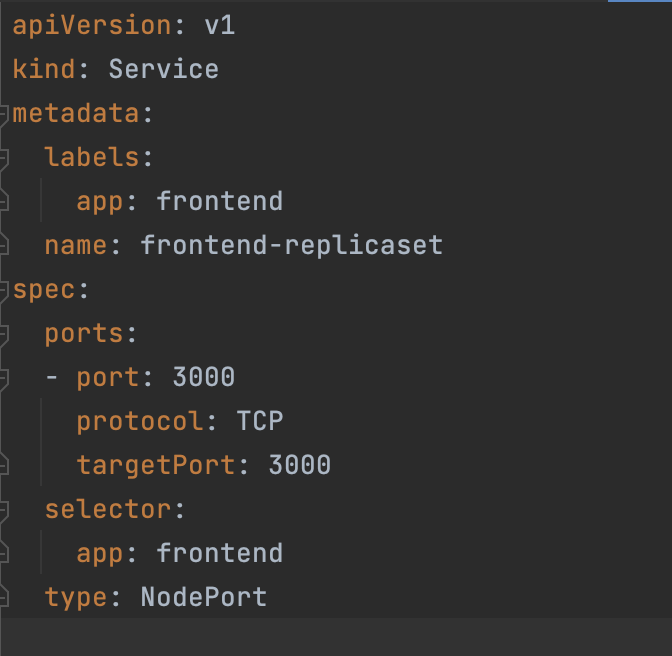 apiVersion: v1
kind: Service
metadata:
  labels:
    app: frontend
  name: frontend-replicaset
spec:
  ports:
  - port: 3000
    protocol: TCP
    targetPort: 3000
  selector:
    app: frontend
  type: NodePort